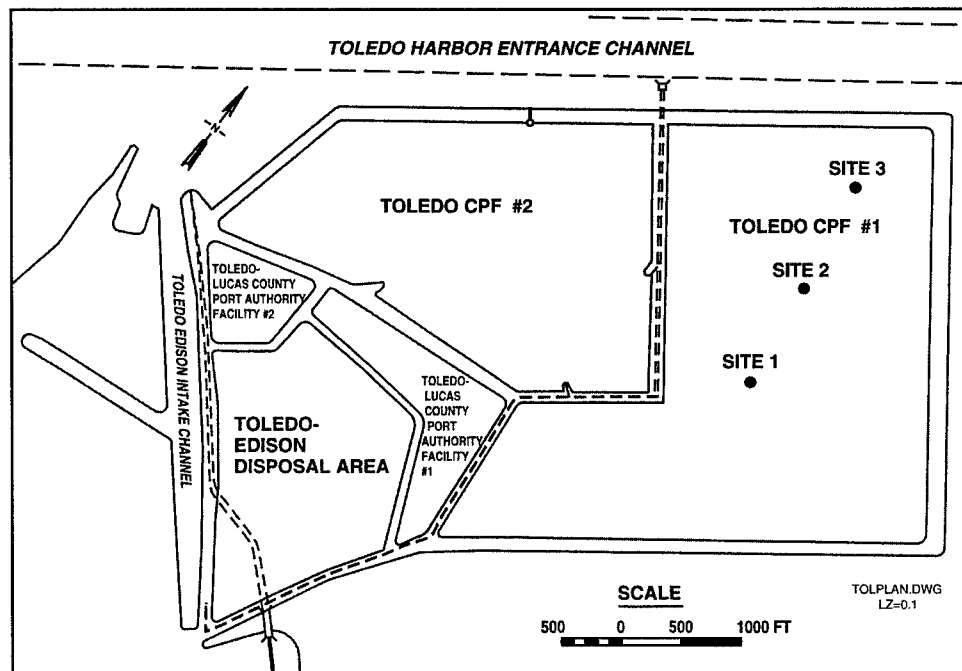 TOLEDO HARBOR ENTRANCE CHANNEL
N
SITE 3
TOLEDO CPF #2
TOLEDO CPF #1
SITE 2
TOLEDO-
LUCAS COUNTY
PORT AUTHORITY
FACILITY #2
TOLEDO EDISON INTAKE CHANNEL
SITE 1
TOLEDO-
LUCAS
COUNTY
PORT
AUTHORITY
FACILITY
#1
TOLEDO-
EDISON
DISPOSAL AREA
SCALE
500 0 500 1000 FT
TOLPLAN.DWG
LZ=0.1